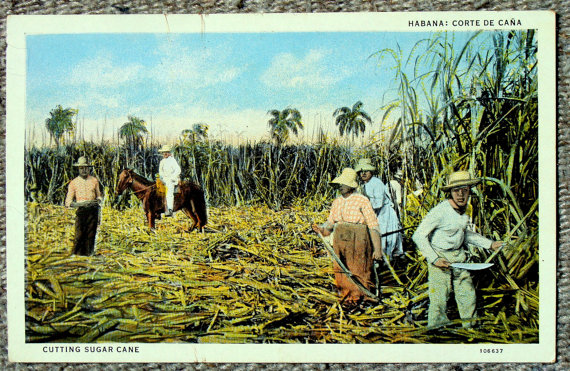 HABANA: CORTE DE CAÑA
CUTTING SUGAR CANE
106637